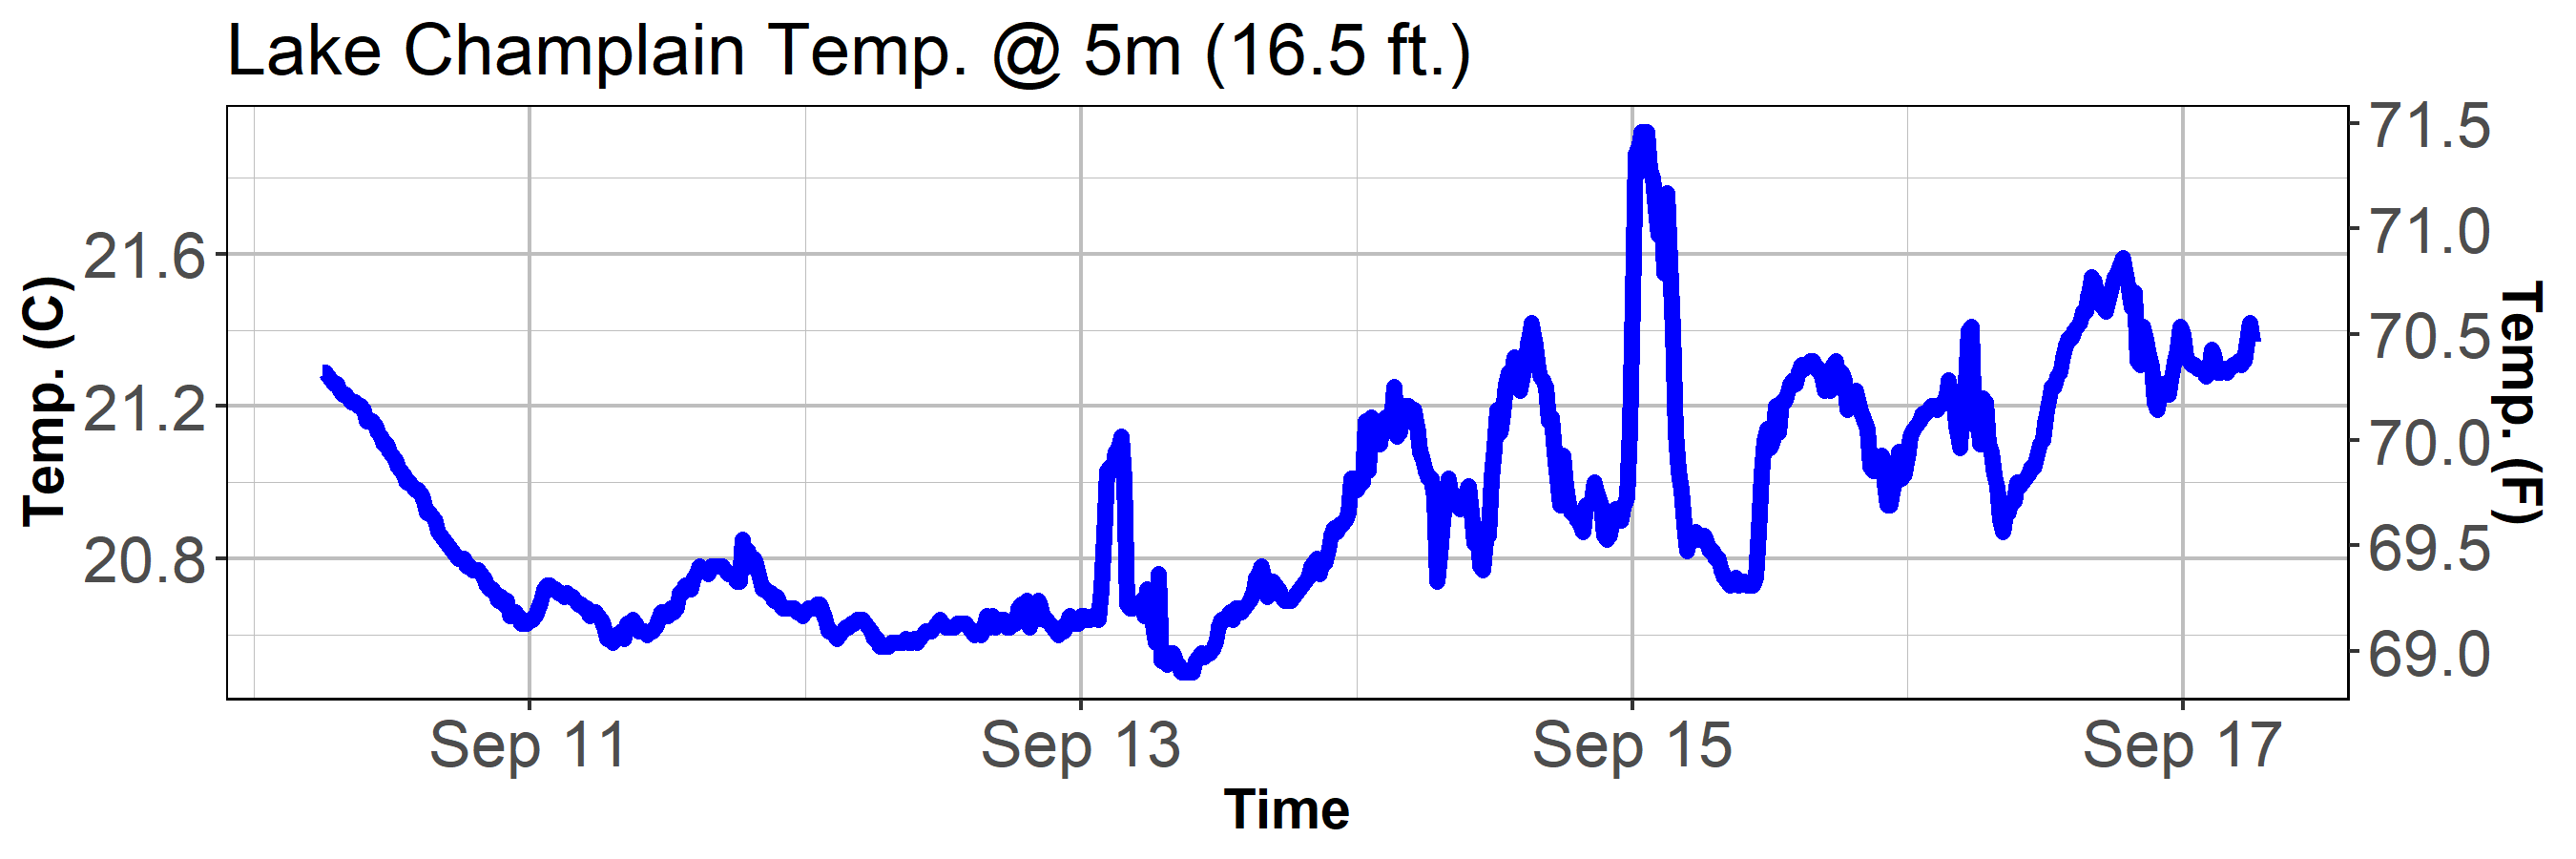 Lake Champlain Temp. @ 5m (16.5 ft.)
Temp. (C)
21.6
21.2
20.8
71.5
71.0
70.5
70.0
69.5
69.0
Temp. (F)
Sep 11 Sep 13 Sep 15 Sep 17
Time